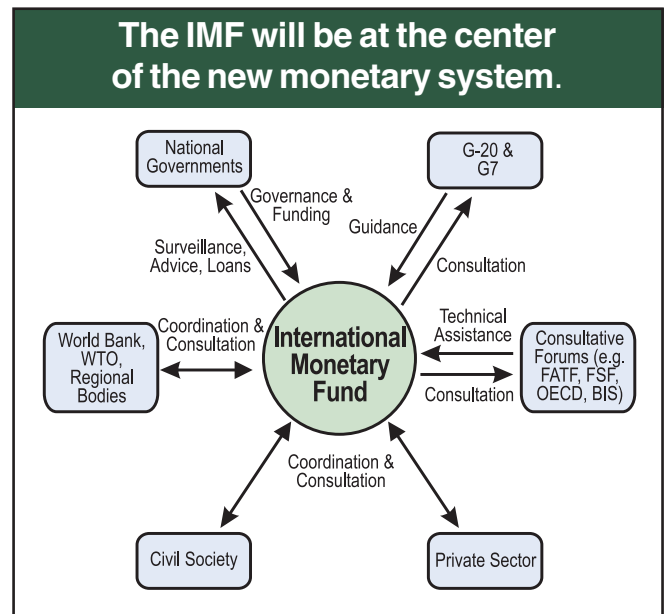 The IMF will be at the center
of the new monetary system.
National
Governments
G-20 &
G7
Governance &
Funding
Guidance
Surveillance,
Advice, Loans
Consultation
World Bank,
WTO,
Regional
Bodies
Coordination &
Consultation
International
Monetary
Fund
Technical
Assistance
Consultation
Consultative
Forums (e.g.
FATF, FSF,
OECD, BIS)
Coordination &
Consultation
Civil Society
Private Sector